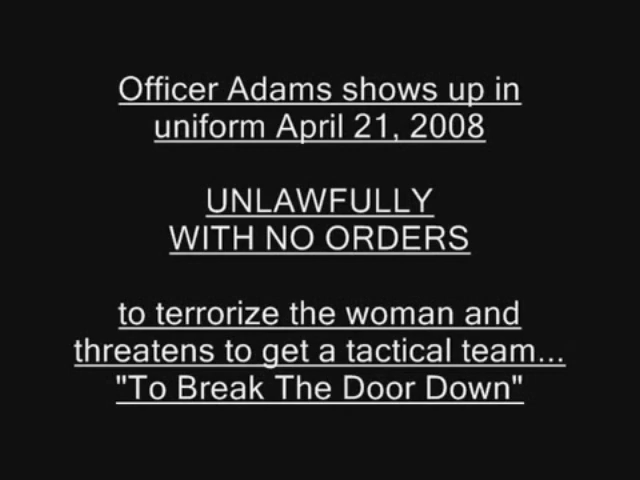 Officer Adams shows up in
uniform April 21, 2008
UNLAWFULLY
WITH NO ORDERS
to terrorize the woman and
threatens to get a tactical team...
"To Break The Door Down"